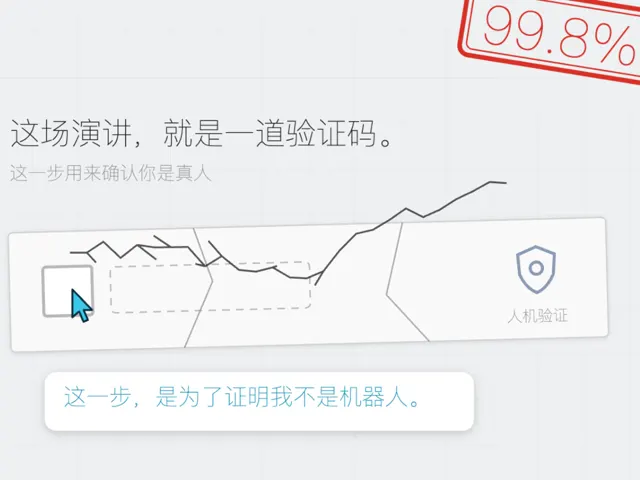 99.8%
这场演讲，就是一道验证码。
这一步用来确认你是真人
人机验证
这一步，是为了证明我不是机器人。